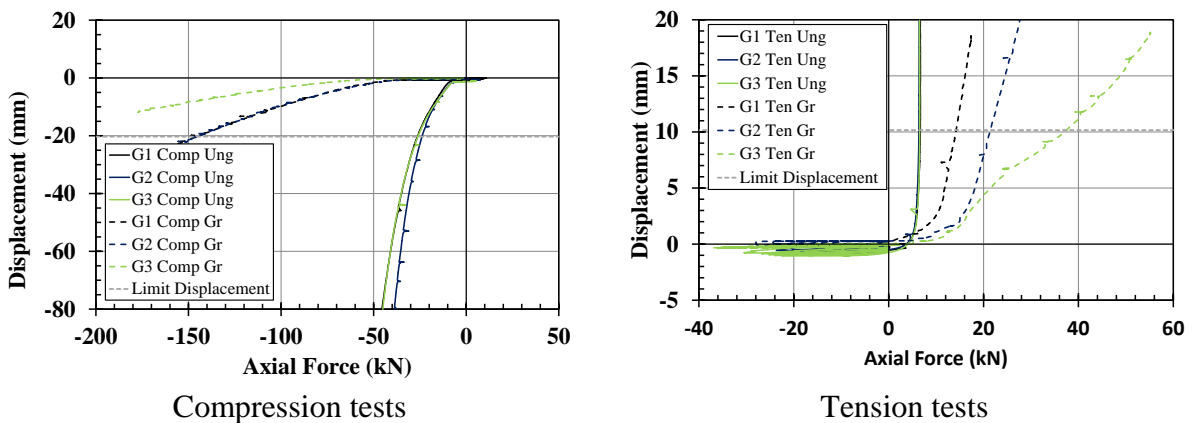 20
0
-20
-40
-60
-80
-200
-150
-100
-50
0
50
Displacement (mm)
Axial Force (kN)
G1 Comp Ung
G2 Comp Ung
G3 Comp Ung
G1 Comp Gr
G2 Comp Gr
G3 Comp Gr
Limit Displacement
Compression tests
20
15
10
5
0
-5
-40
-20
0
20
40
60
Displacement (mm)
Axial Force (kN)
G1 Ten Ung
G2 Ten Ung
G3 Ten Ung
G1 Ten Gr
G2 Ten Gr
G3 Ten Gr
Limit Displacement
Tension tests